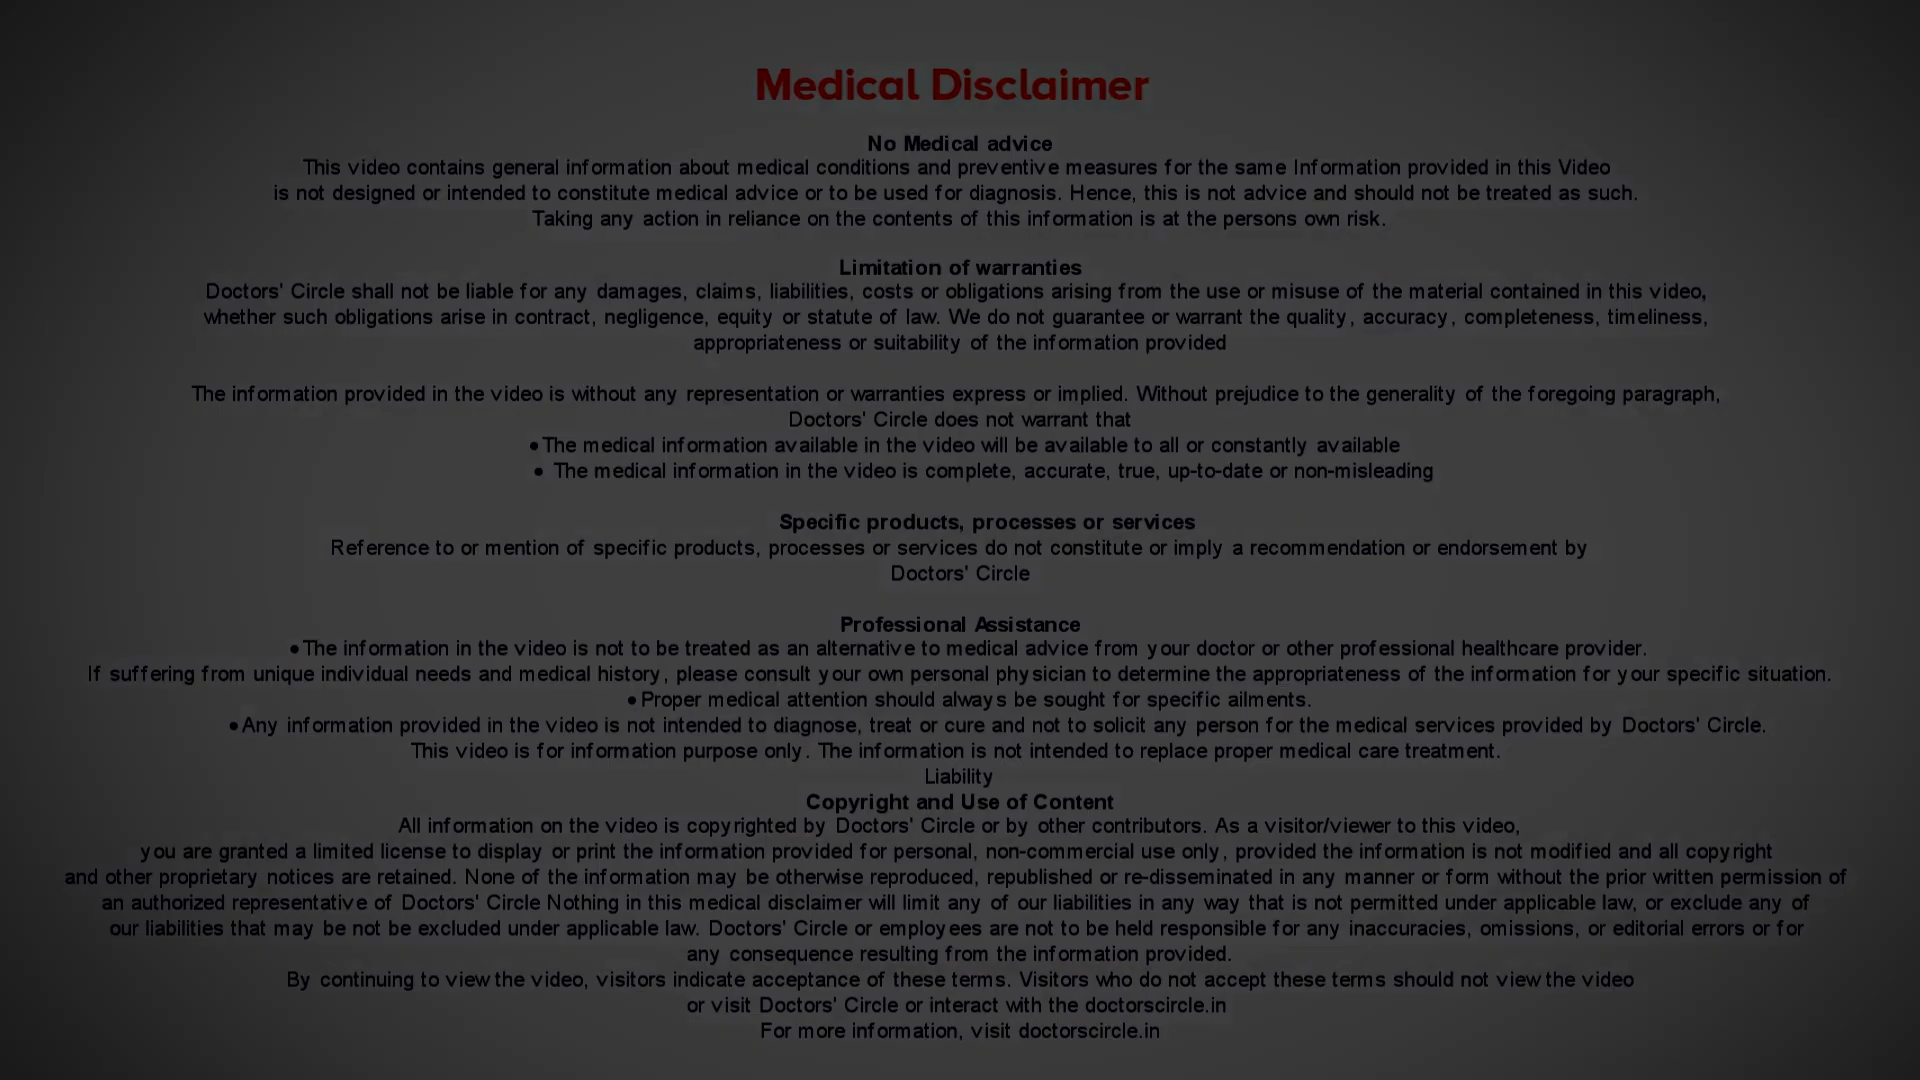 Medical Disclaimer
No Medical advice
This video contains general information about medical conditions and preventive measures for the same Information provided in this Video
is not designed or intended to constitute medical advice or to be used for diagnosis. Hence, this is not advice and should not be treated as such.
Taking any action in reliance on the contents of this information is at the persons own risk.
Limitation of warranties
Doctors' Circle shall not be liable for any damages, claims, liabilities, costs or obligations arising from the use or misuse of the material contained in this video,
whether such obligations arise in contract, negligence, equity or statute of law. We do not guarantee or warrant the quality, accuracy, completeness, timeliness,
appropriateness or suitability of the information provided
The information provided in the video is without any representation or warranties express or implied. Without prejudice to the generality of the foregoing paragraph,
Doctors' Circle does not warrant that
•The medical information available in the video will be available to all or constantly available
• The medical information in the video is complete, accurate, true, up-to-date or non-misleading
Specific products, processes or services
Reference to or mention of specific products, processes or services do not constitute or imply a recommendation or endorsement by
Doctors' Circle
Professional Assistance
•The information in the video is not to be treated as an alternative to medical advice from your doctor or other professional healthcare provider.
If suffering from unique individual needs and medical history, please consult your own personal physician to determine the appropriateness of the information for your specific situation.
•Proper medical attention should always be sought for specific ailments.
•Any information provided in the video is not intended to diagnose, treat or cure and not to solicit any person for the medical services provided by Doctors' Circle.
This video is for information purpose only. The information is not intended to replace proper medical care treatment.
Liability
Copyright and Use of Content
All information on the video is copyrighted by Doctors' Circle or by other contributors. As a visitor/viewer to this video,
you are granted a limited license to display or print the information provided for personal, non-commercial use only, provided the information is not modified and all copyright
and other proprietary notices are retained. None of the information may be otherwise reproduced, republished or re-disseminated in any manner or form without the prior written permission of
an authorized representative of Doctors' Circle Nothing in this medical disclaimer will limit any of our liabilities in any way that is not permitted under applicable law, or exclude any of
our liabilities that may be not be excluded under applicable law. Doctors' Circle or employees are not to be held responsible for any inaccuracies, omissions, or editorial errors or for
any consequence resulting from the information provided.
By continuing to view the video, visitors indicate acceptance of these terms. Visitors who do not accept these terms should not view the video
or visit Doctors' Circle or interact with the doctorscircle.in
For more information, visit doctorscircle.in